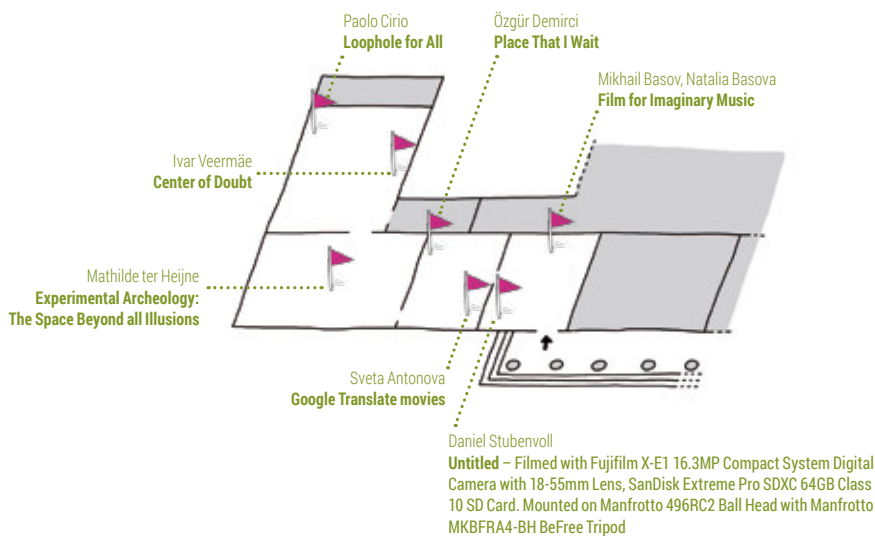 Paolo Cirio
Loophole for All
Özgür Demirci
Place That I Wait
Mikhail Basov, Natalia Basova
Film for Imaginary Music
Ivar Veermäe
Center of Doubt
Mathilde ter Heijne
Experimental Archeology:
The Space Beyond all Illusions
Sveta Antonova
Google Translate movies
Daniel Stubenvoll
Untitled – Filmed with Fujifilm X-E1 16.3MP Compact System Digital
Camera with 18-55mm Lens, SanDisk Extreme Pro SDXC 64GB Class
10 SD Card. Mounted on Manfrotto 496RC2 Ball Head with Manfrotto
MKBFRA4-BH BeFree Tripod